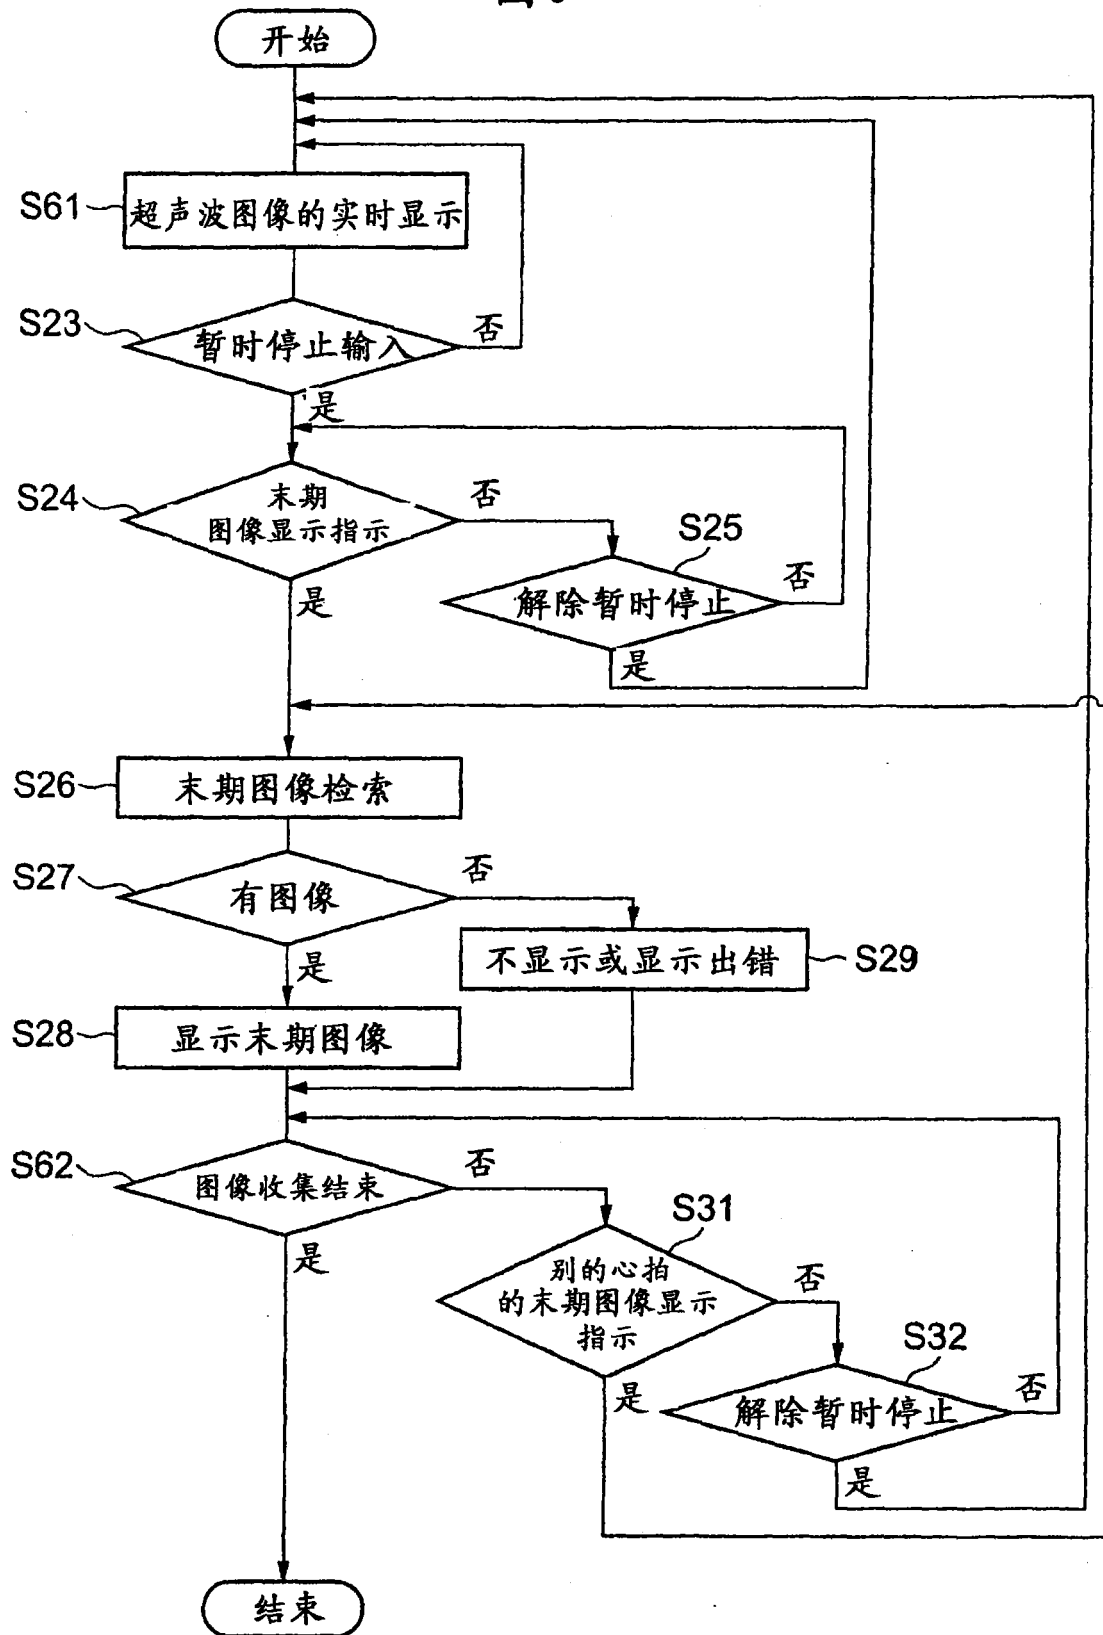 开始
S61
超声波图像的实时显示
S23
暂时停止输入
否
是
S24
末期
图像显示指示
否
是
S25
解除暂时停止
否
是
S26
末期图像检索
S27
有图像
否
是
不显示或显示出错
S29
S28
显示末期图像
S62
图像收集结束
否
是
S31
别的心拍
的末期图像显示
指示
否
是
S32
解除暂时停止
否
是
结束